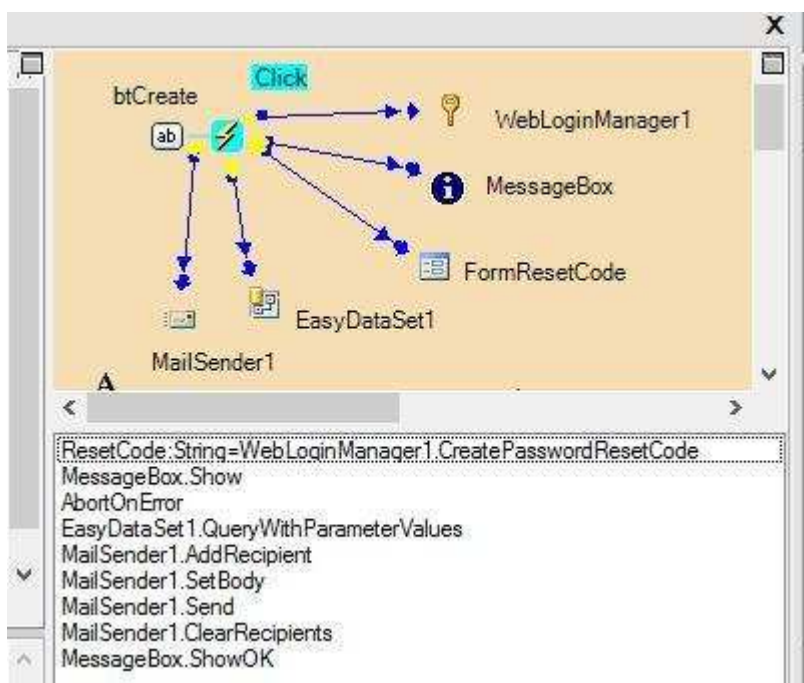 X
Click
btCreate
ab
WebLoginManager1
MessageBox
FormResetCode
EasyDataSet1
MailSender1
A
ResetCode:String=WebLoginManager1.CreatePasswordResetCode
MessageBox.Show
AbortOnError
EasyDataSet1.QueryWithParameterValues
MailSender1.AddRecipient
MailSender1.SetBody
MailSender1.Send
MailSender1.ClearRecipients
MessageBox.ShowOK